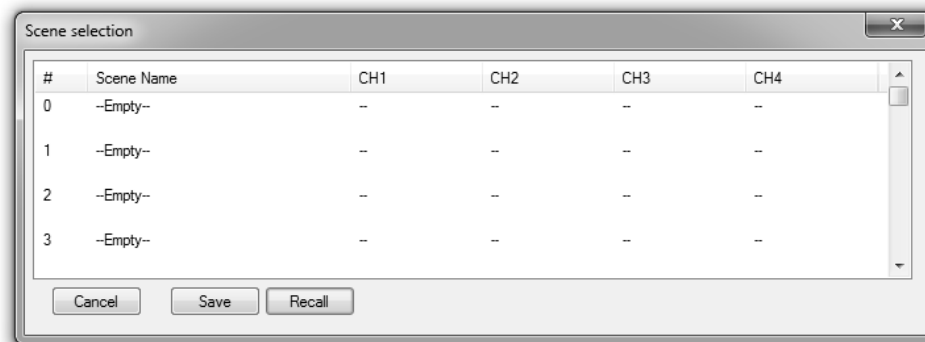 Scene selection
# Scene Name CH1 CH2 CH3 CH4
0 --Empty-- -- -- -- --
1 --Empty-- -- -- -- --
2 --Empty-- -- -- -- --
3 --Empty-- -- -- -- --
Cancel Save Recall